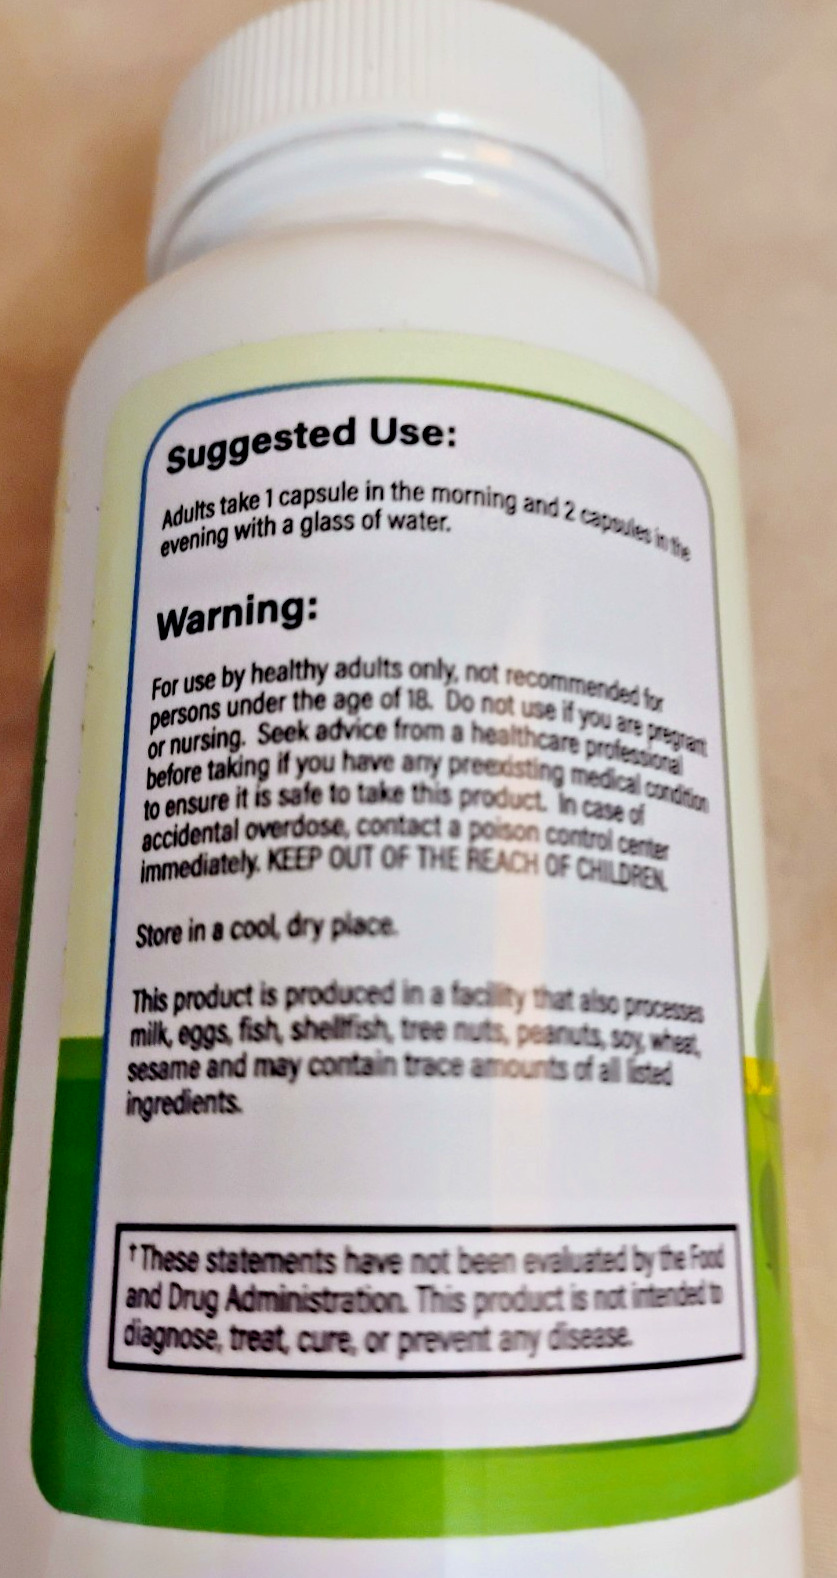 Suggested Use:
Adults take 1 capsule in the morning and 2 capsules in the
evening with a glass of water.
Warning:
For use by healthy adults only, not recommended for
persons under the age of 18. Do not use if you are pregnant
or nursing. Seek advice from a healthcare professional
before taking if you have any preexisting medical condition
to ensure it is safe to take this product. In case of
accidental overdose, contact a poison control center
immediately. KEEP OUT OF THE REACH OF CHILDREN.
Store in a cool, dry place.
This product is produced in a facility that also processes
milk, eggs, fish, shellfish, tree nuts, peanuts, soy, wheat,
sesame and may contain trace amounts of all listed
ingredients.
†These statements have not been evaluated by the Food
and Drug Administration. This product is not intended to
diagnose, treat, cure, or prevent any disease.